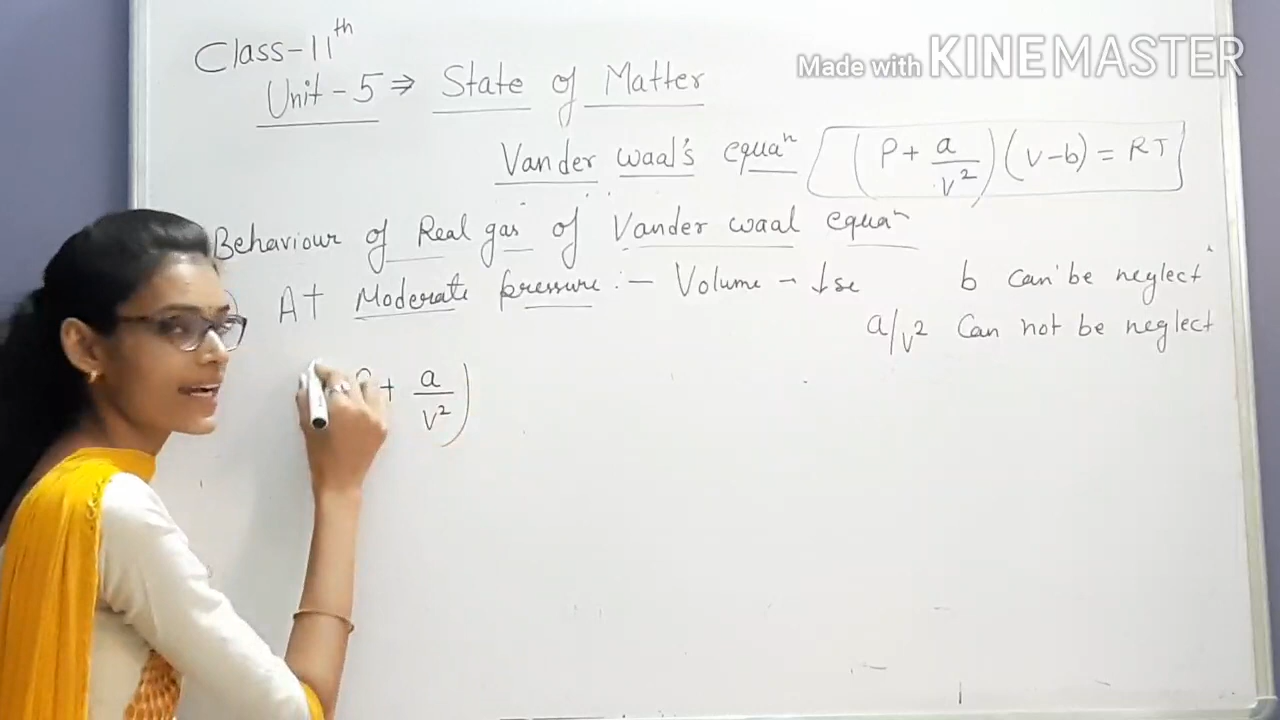 Class-11th
Made with KINEMASTER
Unit-5 ⇒ State of Matter
Vander waal's equan (P + a/v²)(v-b) = RT
Behaviour of Real gas of Vander waal equan
) At Moderate pressure :- Volume → ↓se b can be neglect
a/v² Can not be neglect
+ a/v²)